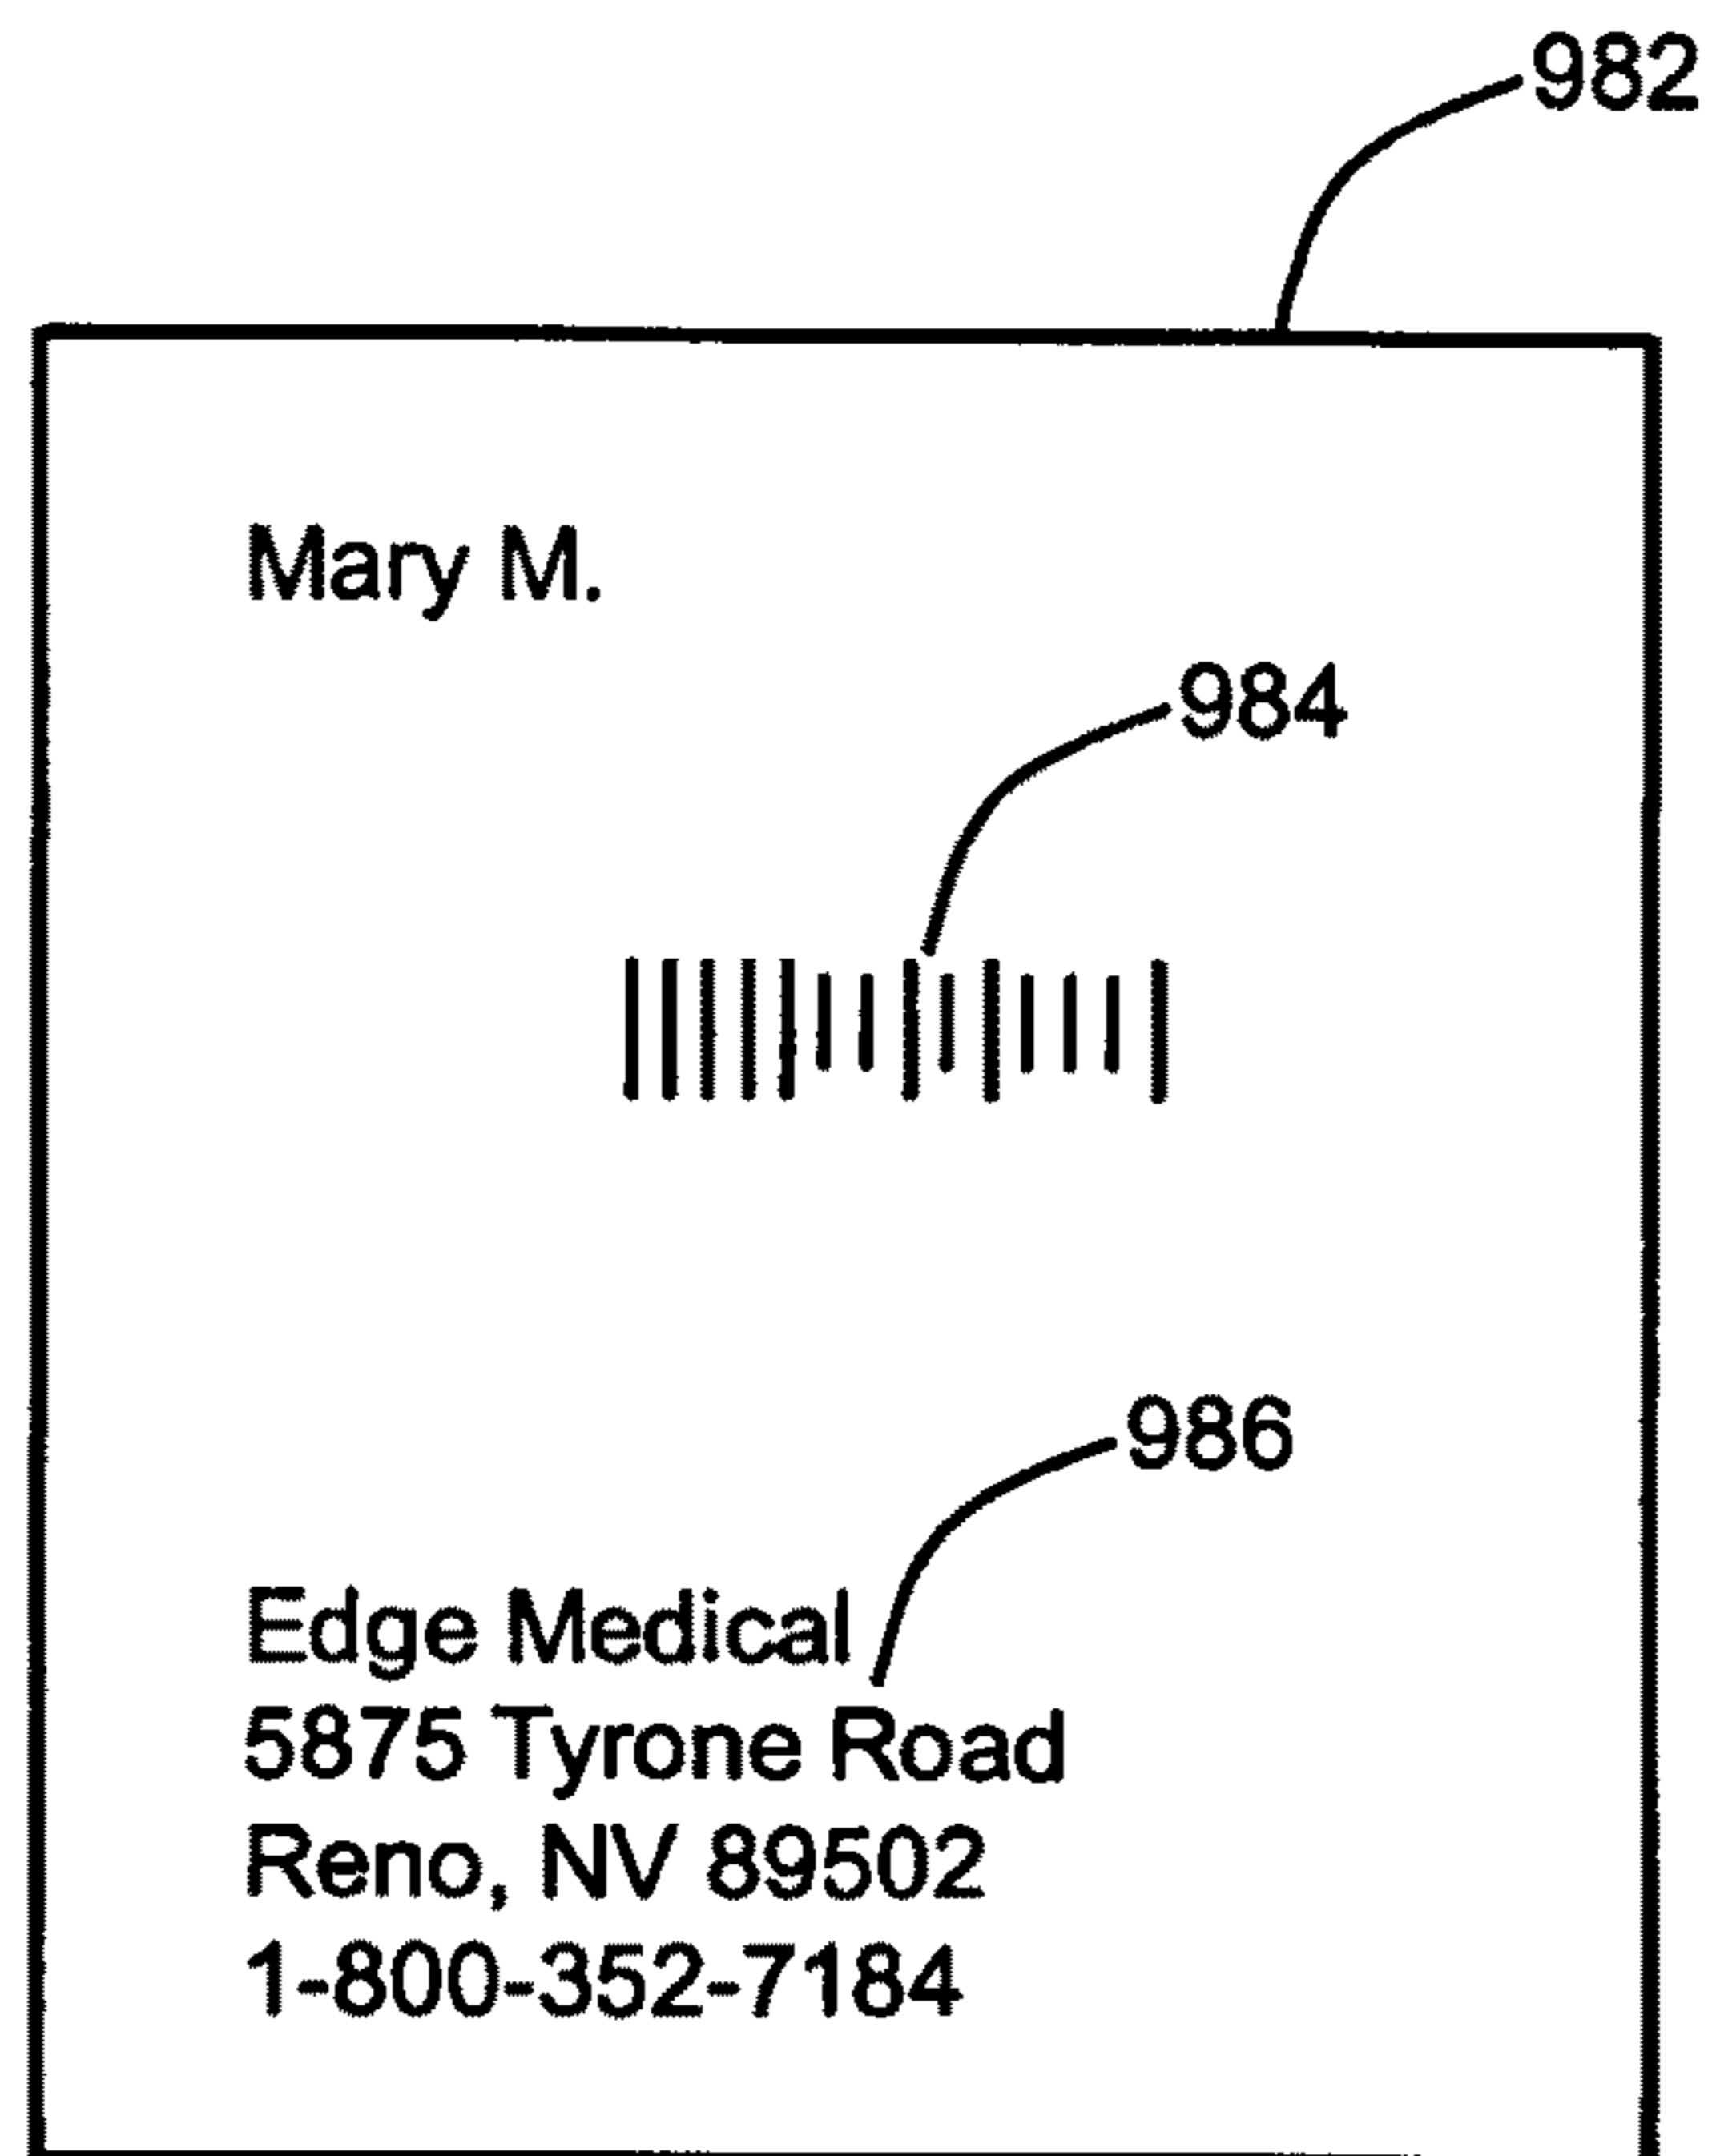 982
Mary M.
984
986
Edge Medical
5875 Tyrone Road
Reno, NV 89502
1-800-352-7184